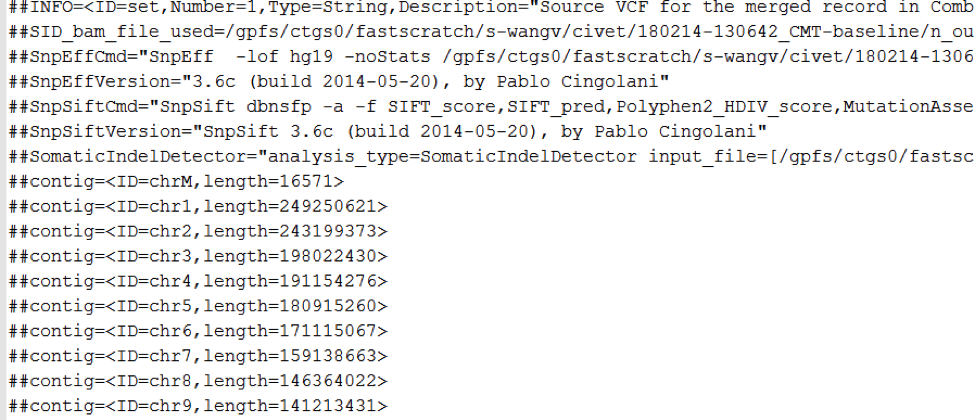 ##INFO=<ID=set,Number=1,Type=String,Description="Source VCF for the merged record in Comb
##SID_bam_file_used=/gpfs/ctgs0/fastscratch/s-wangv/civet/180214-130642_CMT-baseline/n_ou
##SnpEffCmd="SnpEff  -lof hg19 -noStats /gpfs/ctgs0/fastscratch/s-wangv/civet/180214-1306
##SnpEffVersion="3.6c (build 2014-05-20), by Pablo Cingolani"
##SnpSiftCmd="SnpSift dbnsfp -a -f SIFT_score,SIFT_pred,Polyphen2_HDIV_score,MutationAsse
##SnpSiftVersion="SnpSift 3.6c (build 2014-05-20), by Pablo Cingolani"
##SomaticIndelDetector="analysis_type=SomaticIndelDetector input_file=[/gpfs/ctgs0/fastsc
##contig=<ID=chrM,length=16571>
##contig=<ID=chr1,length=249250621>
##contig=<ID=chr2,length=243199373>
##contig=<ID=chr3,length=198022430>
##contig=<ID=chr4,length=191154276>
##contig=<ID=chr5,length=180915260>
##contig=<ID=chr6,length=171115067>
##contig=<ID=chr7,length=159138663>
##contig=<ID=chr8,length=146364022>
##contig=<ID=chr9,length=141213431>